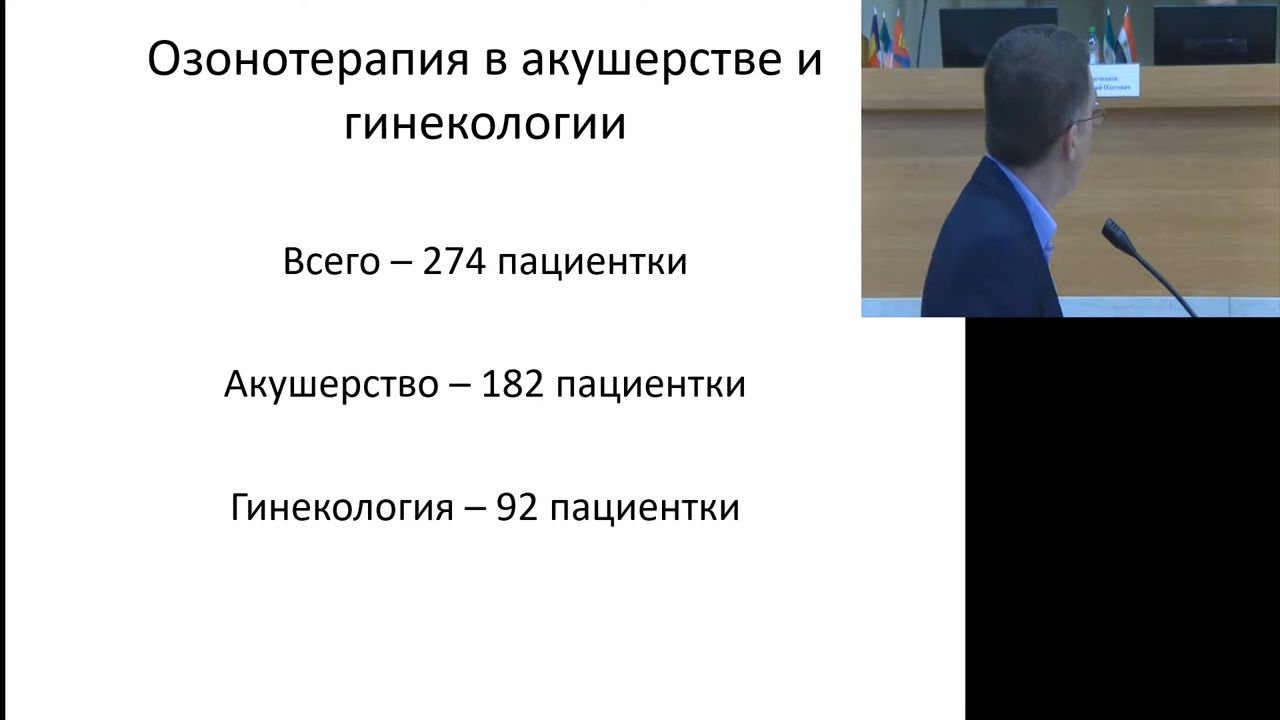 Озонотерапия в акушерстве и
гинекологии
Всего – 274 пациентки
Акушерство – 182 пациентки
Гинекология – 92 пациентки